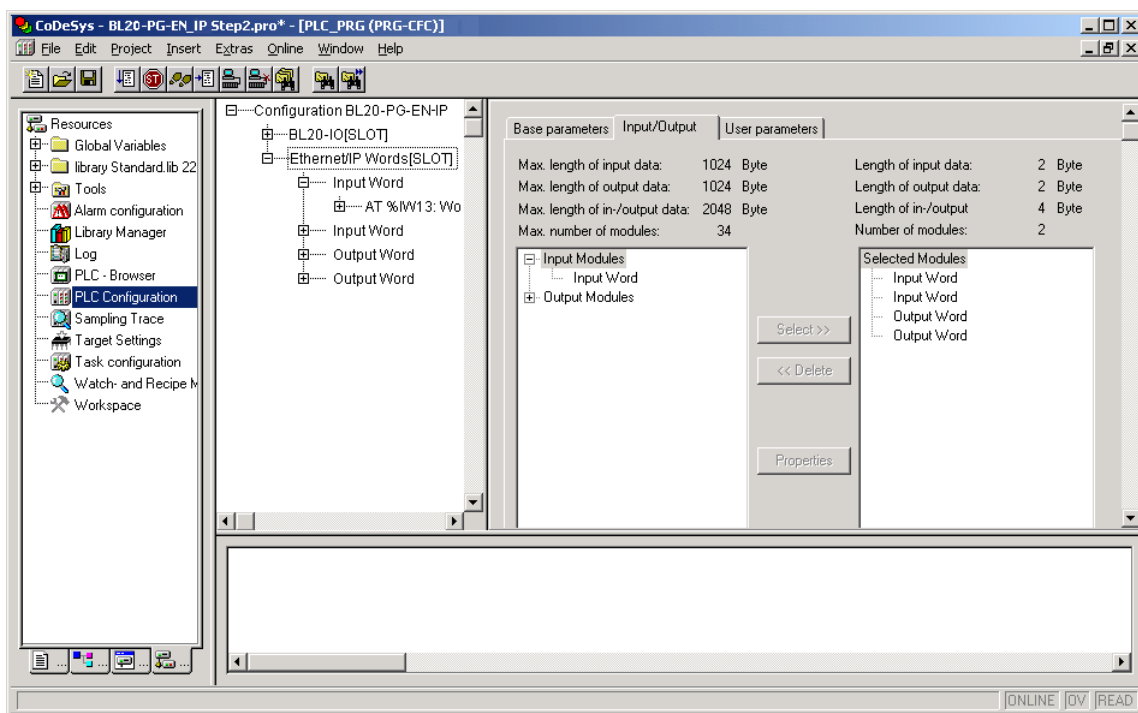 CoDeSys - BL20-PG-EN_IP Step2.pro* - [PLC_PRG (PRG-CFC)]
File Edit Project Insert Extras Online Window Help
Resources
Global Variables
library Standard.lib 22
Tools
Alarm configuration
Library Manager
Log
PLC - Browser
PLC Configuration
Sampling Trace
Target Settings
Task configuration
Watch- and Recipe M
Workspace
Configuration BL20-PG-EN-IP
BL20-IO[SLOT]
Ethernet/IP Words[SLOT]
Input Word
AT %IW13: Wo
Input Word
Output Word
Output Word
Base parameters Input/Output User parameters
Max. length of input data: 1024 Byte Length of input data: 2 Byte
Max. length of output data: 1024 Byte Length of output data: 2 Byte
Max. length of in-/output data: 2048 Byte Length of in-/output 4 Byte
Max. number of modules: 34 Number of modules: 2
Input Modules
Input Word
Output Modules
Select >>
<< Delete
Properties
Selected Modules
Input Word
Input Word
Output Word
Output Word
ONLINE OV READ